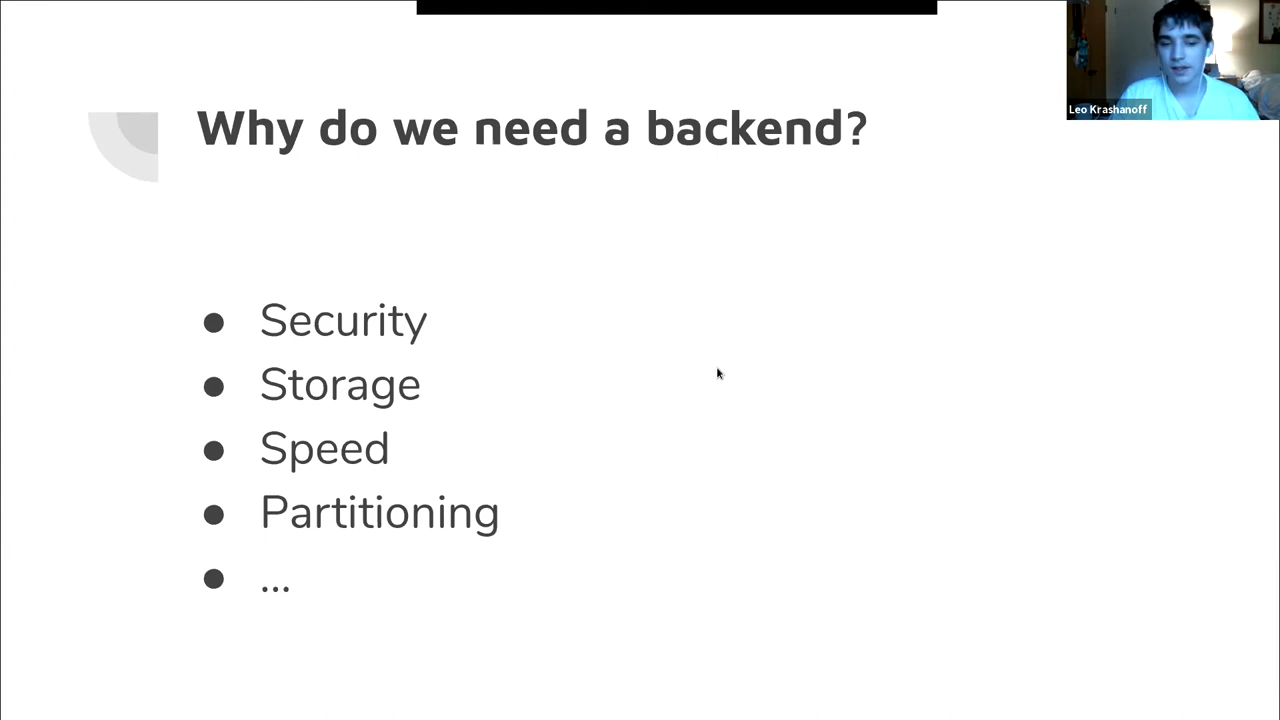 Why do we need a backend?
Leo Krashanoff
● Security
● Storage
● Speed
● Partitioning
● ...